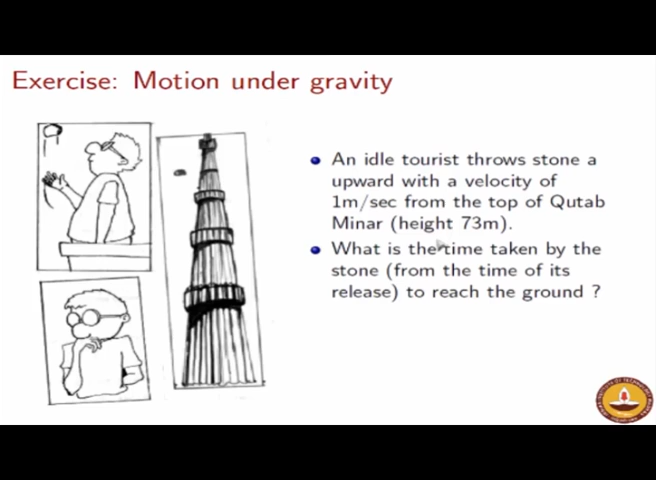 Exercise: Motion under gravity
An idle tourist throws stone a
upward with a velocity of
1m/sec from the top of Qutab
Minar (height 73m).
What is the time taken by the
stone (from the time of its
release) to reach the ground ?